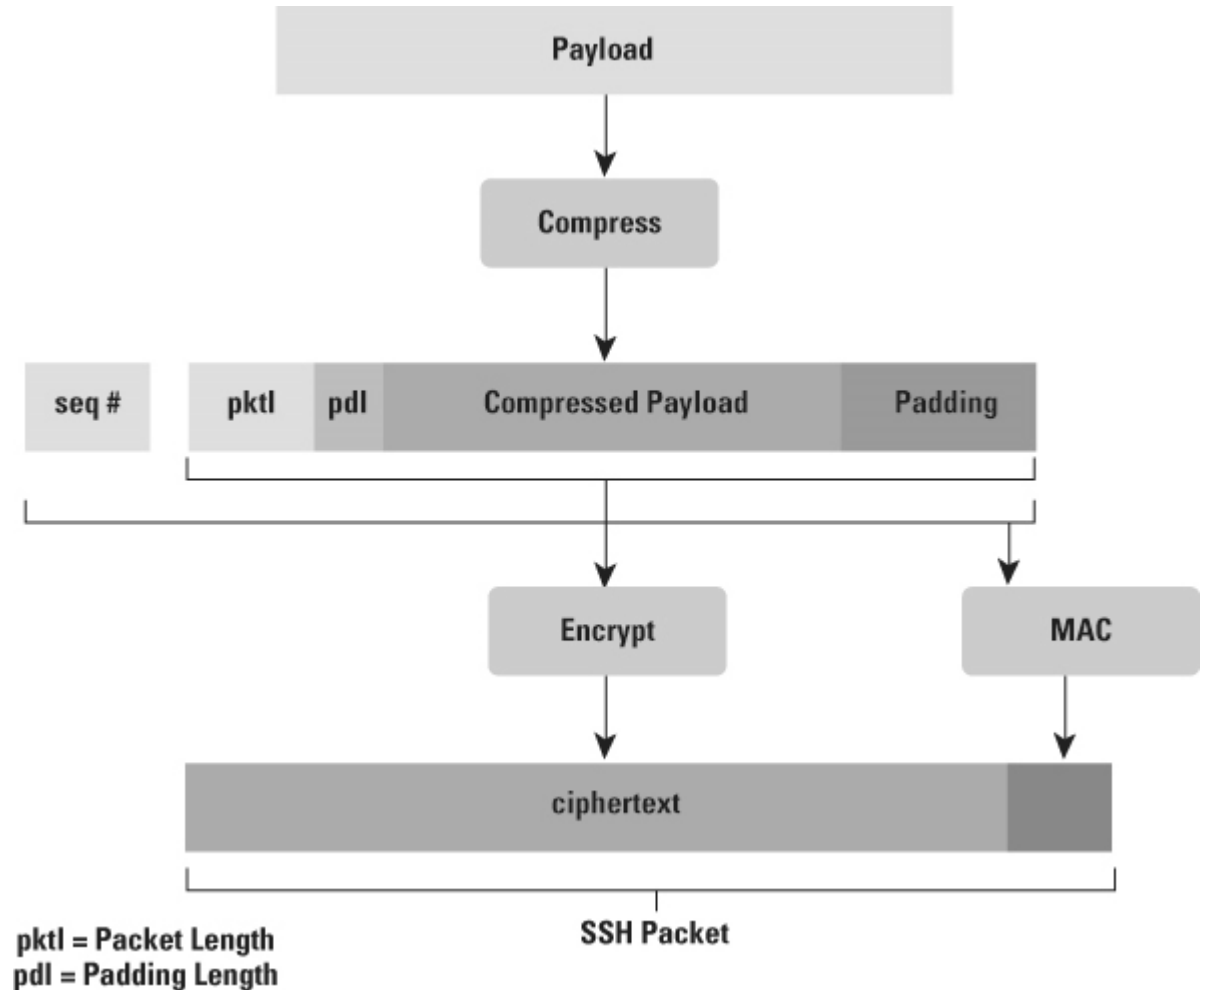 Payload
Compress
seq # pktl pdl Compressed Payload Padding
Encrypt MAC
ciphertext
SSH Packet
pktl = Packet Length
pdl = Padding Length